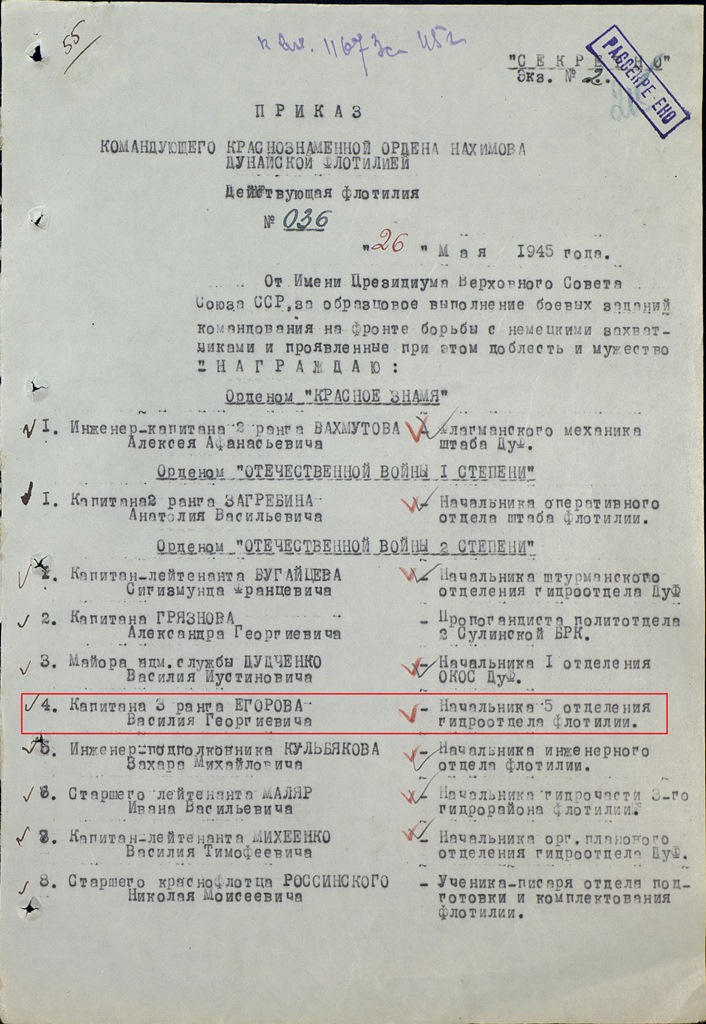 55
к вх. 1167 Зс 45г
"СЕКРЕТНО"
Экз. № 2.
РАССЕКРЕ-ЕНО
ПРИКАЗ
КОМАНДУЮЩЕГО КРАСНОЗНАМЕННОЙ ОРДЕНА НАХИМОВА
ДУНАЙСКОЙ ФЛОТИЛИЕЙ
Действующая флотилия
№ 036
"26" Мая 1945 года.
От Имени Президиума Верховного Совета
Союза ССР, за образцовое выполнение боевых заданий
командования на фронте борьбы с немецкими захват-
чиками и проявленные при этом доблесть и мужество
НАГРАЖДАЮ:
Орденом "КРАСНОЕ ЗНАМЯ"
I. Инженер-капитана 2 ранга ВАХМУТОВА - Флагманского механика
Алексея Афанасьевича штаба ДуФ.
Орденом "ОТЕЧЕСТВЕННОЙ ВОЙНЫ I СТЕПЕНИ"
I. Капитана 2 ранга ЗАГРЕБИНА - Начальника оперативного
Анатолия Васильевича отдела штаба флотилии.
Орденом "ОТЕЧЕСТВЕННОЙ ВОЙНЫ 2 СТЕПЕНИ"
I. Капитан-лейтенанта БУГАЙЦЕВА - Начальника штурманского
Сигизмунда Францевича отделения гидроотдела ДуФ
2. Капитана ГРЯЗНОВА - Пропагандиста политотдела
Александра Георгиевича 2 Сулинской БРК.
3. Майора адм. службы ДУДЧЕНКО - Начальника I отделения
Василия Иустиновича ОКОС ДуФ.
4. Капитана 3 ранга ЕГОРОВА - Начальника 5 отделения
Василия Георгиевича гидроотдела флотилии.
5. Инженер-подполковника КУЛЬБЯКОВА - Начальника инженерного
Захара Михайловича отдела флотилии.
6. Старшего лейтенанта МАЛЯР - Начальника гидрочасти 3-го
Ивана Васильевича гидрорайона флотилии.
7. Капитан-лейтенанта МИХЕЕНКО - Начальника орг. планового
Василия Тимофеевича отделения гидроотдела ДуФ.
8. Старшего краснофлотца РОССИНСКОГО - Ученика-писаря отдела под-
Николая Моисеевича готовки и комплектования
флотилии.